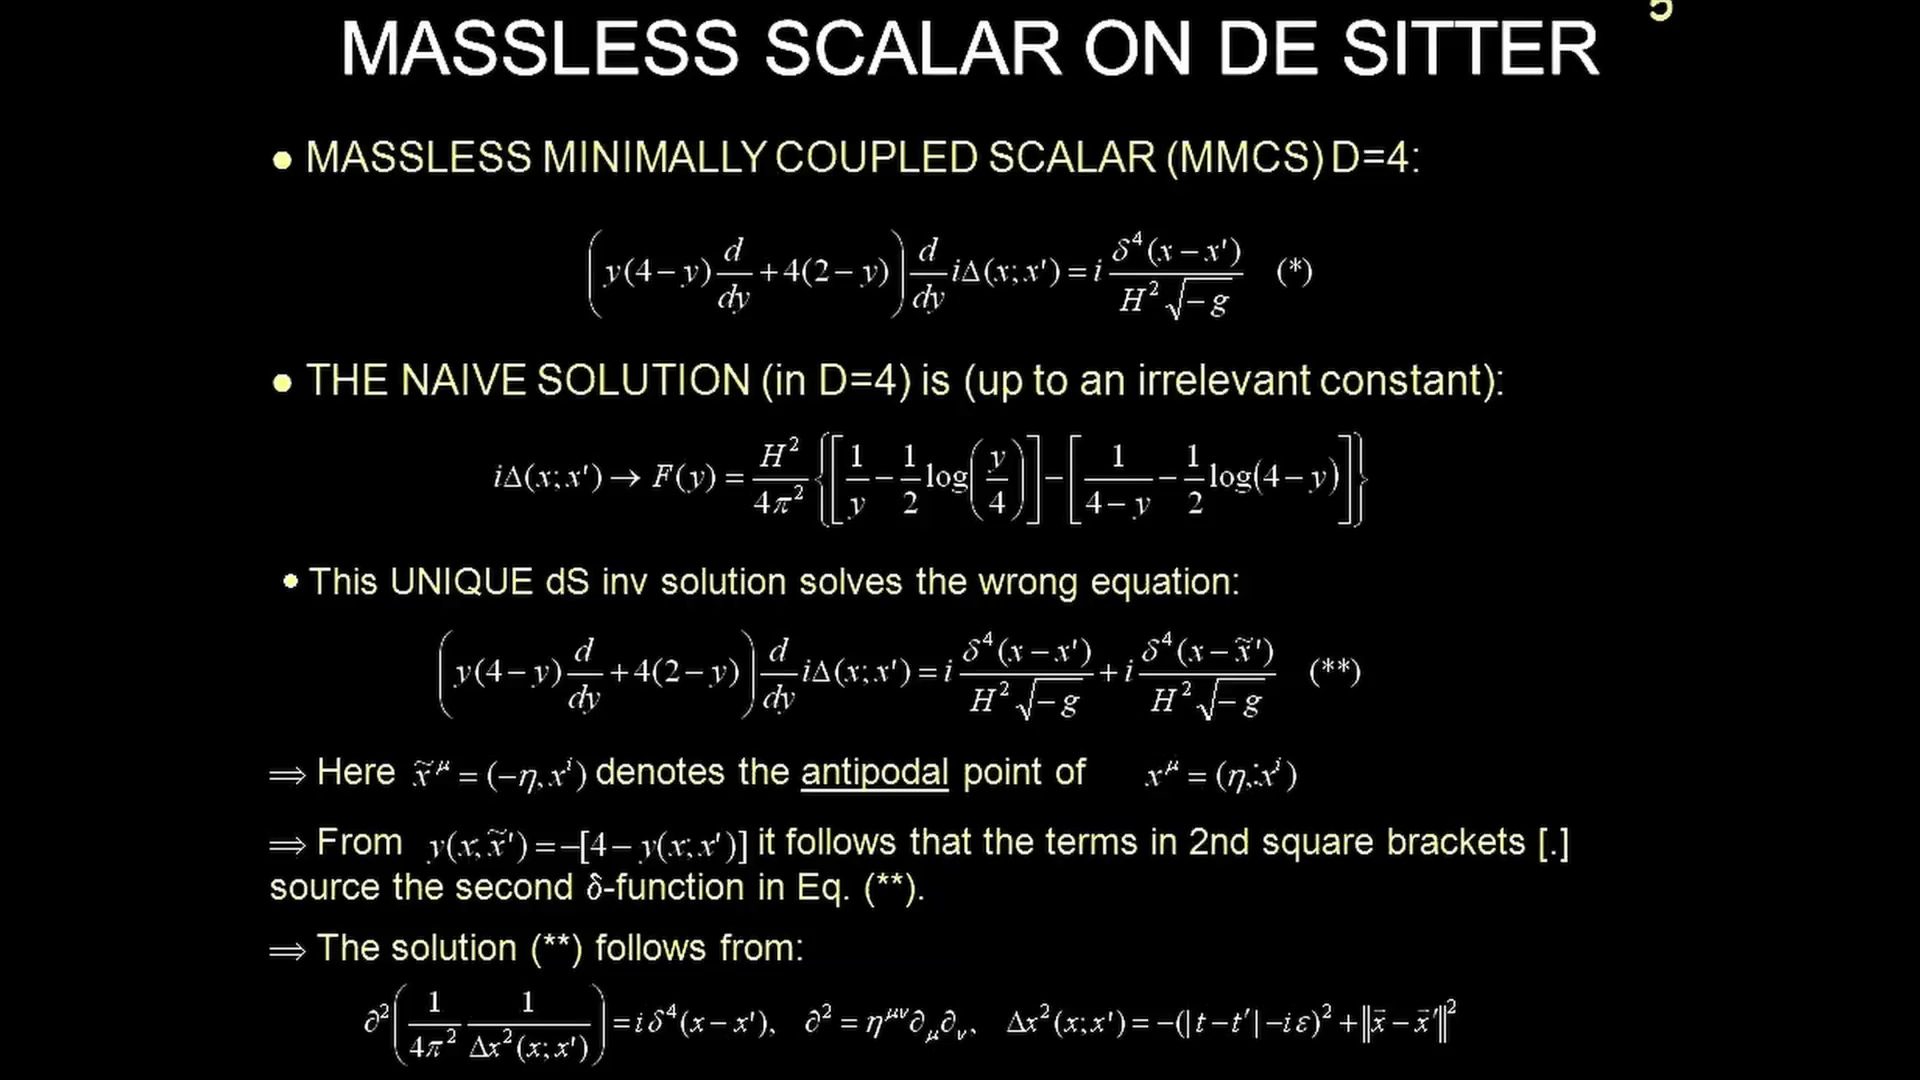 5
MASSLESS SCALAR ON DE SITTER
● MASSLESS MINIMALLY COUPLED SCALAR (MMCS) D=4:
(y(4−y) d/dy + 4(2−y)) d/dy iΔ(x;x') = i δ⁴(x−x') / H²√−g (*)
● THE NAIVE SOLUTION (in D=4) is (up to an irrelevant constant):
iΔ(x;x') → F(y) = H²/4π² {[1/y − 1/2 log(y/4)] − [1/(4−y) − 1/2 log(4−y)]}
• This UNIQUE dS inv solution solves the wrong equation:
(y(4−y) d/dy + 4(2−y)) d/dy iΔ(x;x') = i δ⁴(x−x') / H²√−g + i δ⁴(x−x̃') / H²√−g (**)
⇒ Here x̃^μ = (−η, xⁱ) denotes the antipodal point of x^μ = (η, xⁱ)
⇒ From y(x;x̃') = −[4−y(x;x')] it follows that the terms in 2nd square brackets [.]
source the second δ-function in Eq. (**).
⇒ The solution (**) follows from:
∂²(1/4π² 1/Δx²(x;x')) = iδ⁴(x−x'), ∂² = η^μν ∂_μ ∂_ν, Δx²(x;x') = −(|t−t'|−iε)² + ‖x⃗−x⃗'‖²